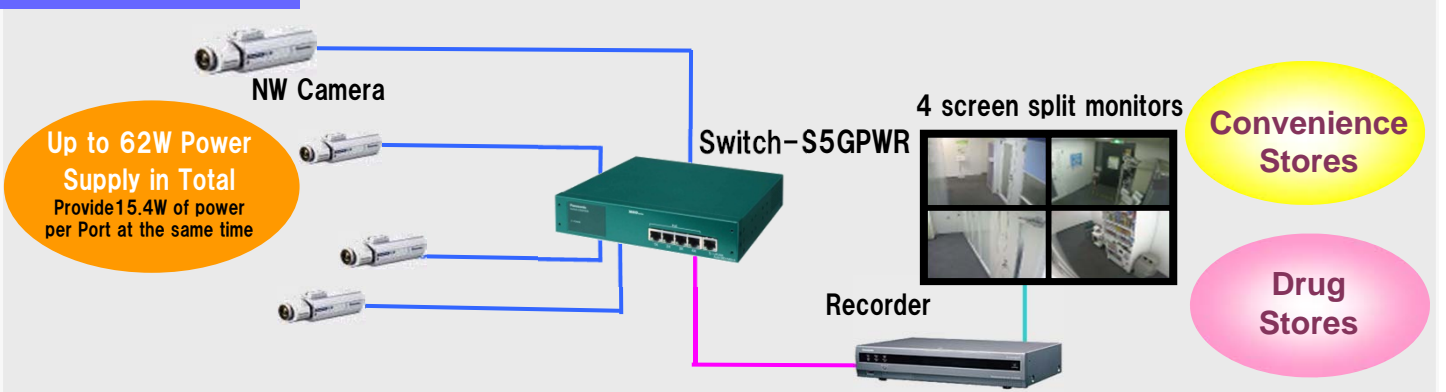 NW Camera
Up to 62W Power
Supply in Total
Provide15.4W of power
per Port at the same time
Switch-S5GPWR
4 screen split monitors
Recorder
Convenience
Stores
Drug
Stores